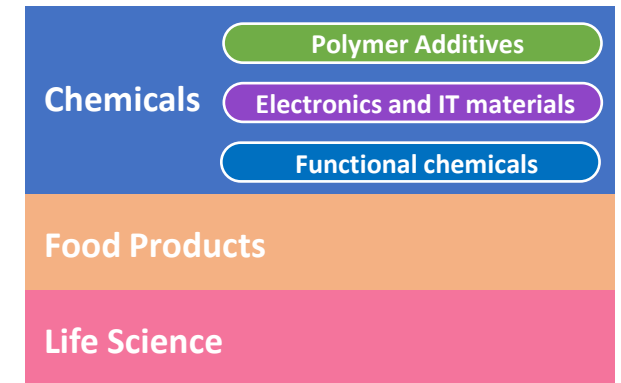 Chemicals
Polymer Additives
Electronics and IT materials
Functional chemicals
Food Products
Life Science